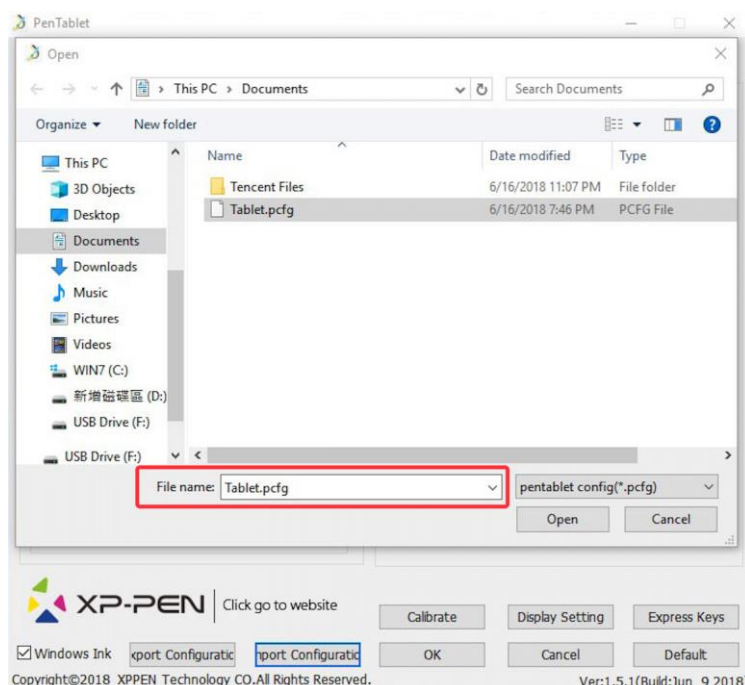 PenTablet
Open
This PC > Documents
Search Documents
Organize
New folder
Name
Date modified
Type
This PC
3D Objects
Desktop
Documents
Downloads
Music
Pictures
Videos
WIN7 (C:)
新增磁碟區 (D:)
USB Drive (F:)
USB Drive (F:)
Tencent Files 6/16/2018 11:07 PM File folder
Tablet.pcfg 6/16/2018 7:46 PM PCFG File
File name: Tablet.pcfg
pentablet config(*.pcfg)
Open
Cancel
XP-PEN
Click go to website
Calibrate
Display Setting
Express Keys
Windows Ink
xport Configuratic
nport Configuratic
OK
Cancel
Default
Copyright©2018 XPPEN Technology CO.All Rights Reserved.
Ver:1.5.1(Build:Jun 9 2018